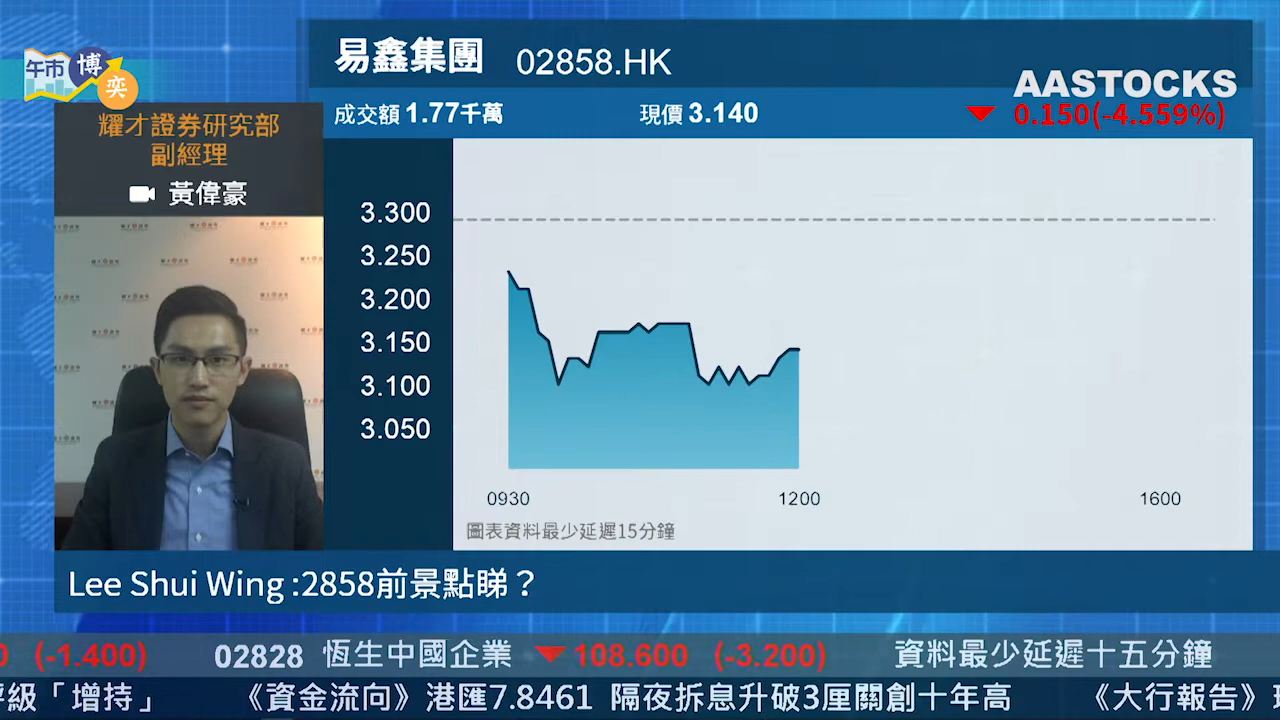 午市 博
奕
易鑫集團 02858.HK
AASTOCKS
成交額 1.77千萬 現價 3.140 0.150(-4.559%)
耀才證券研究部
副經理
黃偉豪
3.300
3.250
3.200
3.150
3.100
3.050
0930 1200 1600
圖表資料最少延遲15分鐘
Lee Shui Wing :2858前景點睇？
0 (-1.400) 02828 恆生中國企業 108.600 (-3.200) 資料最少延遲十五分鐘
評級「增持」 《資金流向》港匯7.8461 隔夜拆息升破3厘關創十年高 《大行報告》